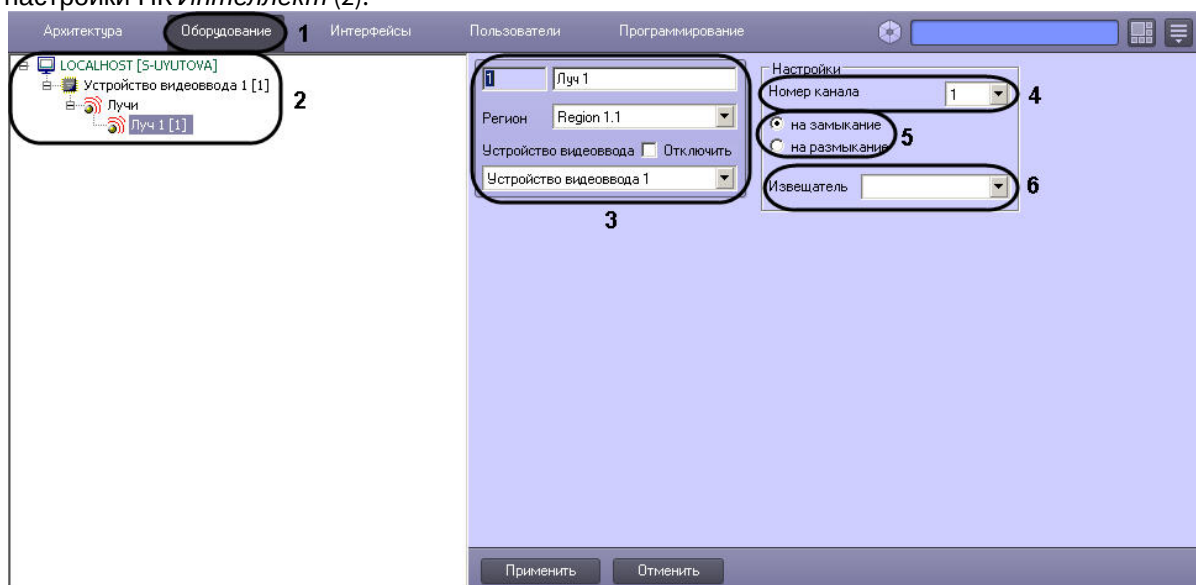 настройки ПК Интеллект (2).
Архитектура Оборудование 1 Интерфейсы Пользователи Программирование
LOCALHOST [S-UYUTOVA]
Устройство видеоввода 1 [1]
Лучи
Луч 1 [1]
2
1 Луч 1
Регион Region 1.1
Устройство видеоввода Отключить
Устройство видеоввода 1
3
Настройки
Номер канала 1 4
на замыкание
на размыкание
5
Извещатель 6
Применить Отменить